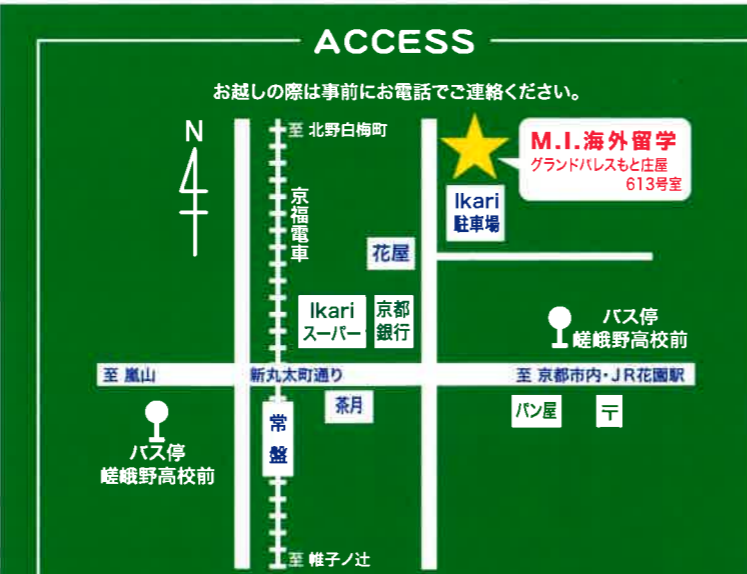 ACCESS
お越しの際は事前にお電話でご連絡ください。
N
至 北野白梅町
M.I.海外留学
グランドパレスもと庄屋
613号室
京福電車
Ikari
駐車場
花屋
Ikari
スーパー
京都
銀行
バス停
嵯峨野高校前
至 嵐山
新丸太町通り
至 京都市内・JR花園駅
茶月
パン屋
〒
常盤
バス停
嵯峨野高校前
至 帷子ノ辻